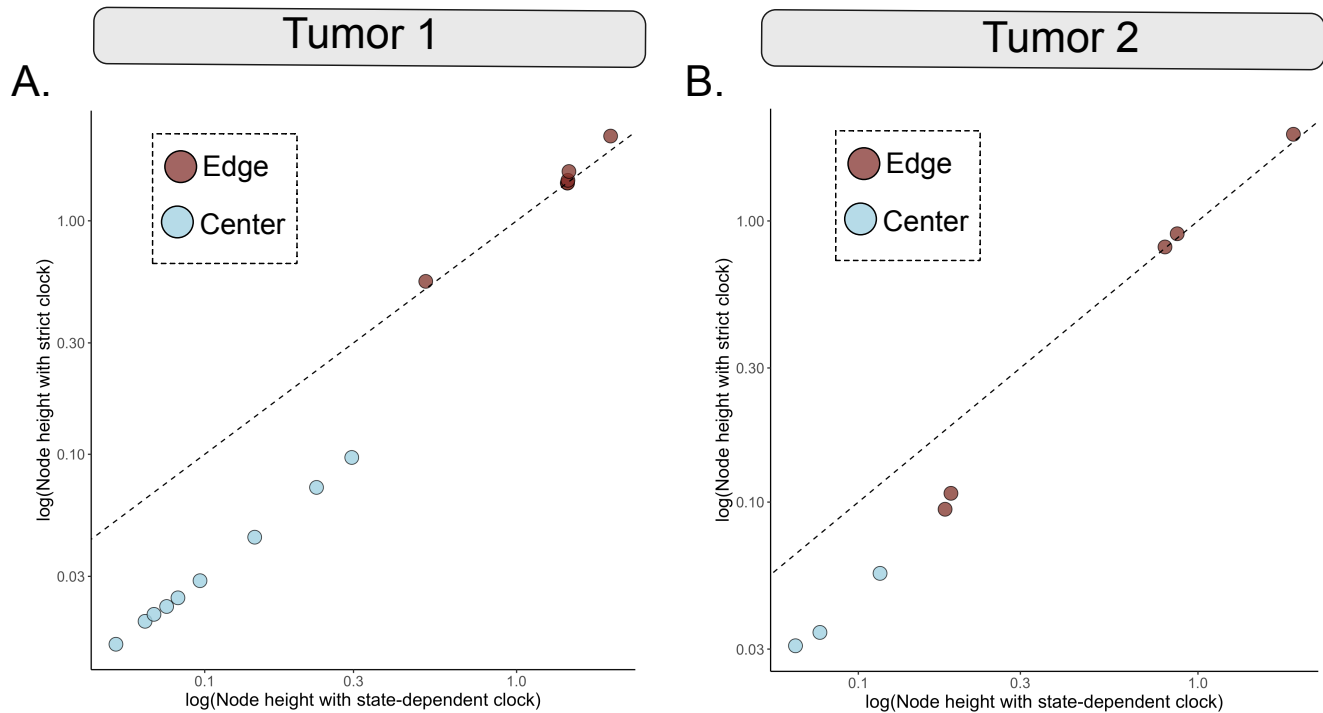 Tumor 1
Tumor 2
A.
Edge
Center
1.00
0.30
0.10
0.03
log(Node height with strict clock)
0.1
0.3
1.0
log(Node height with state-dependent clock)
B.
Edge
Center
1.00
0.30
0.10
0.03
log(Node height with strict clock)
0.1
0.3
1.0
log(Node height with state-dependent clock)